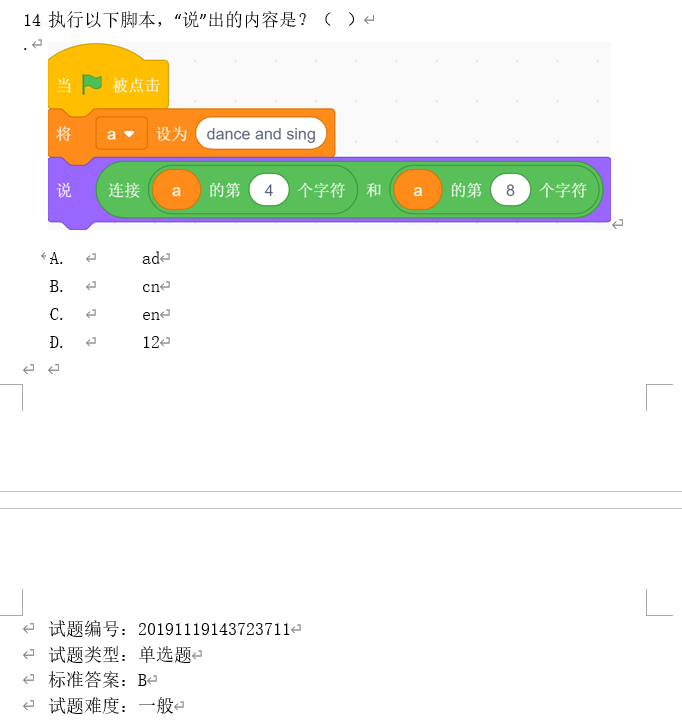 14 执行以下脚本，“说”出的内容是？（  ）
.
当 被点击
将 a 设为 dance and sing
说 连接 a 的第 4 个字符 和 a 的第 8 个字符
A. ad
B. cn
C. en
D. 12
试题编号：20191119143723711
试题类型：单选题
标准答案：B
试题难度：一般